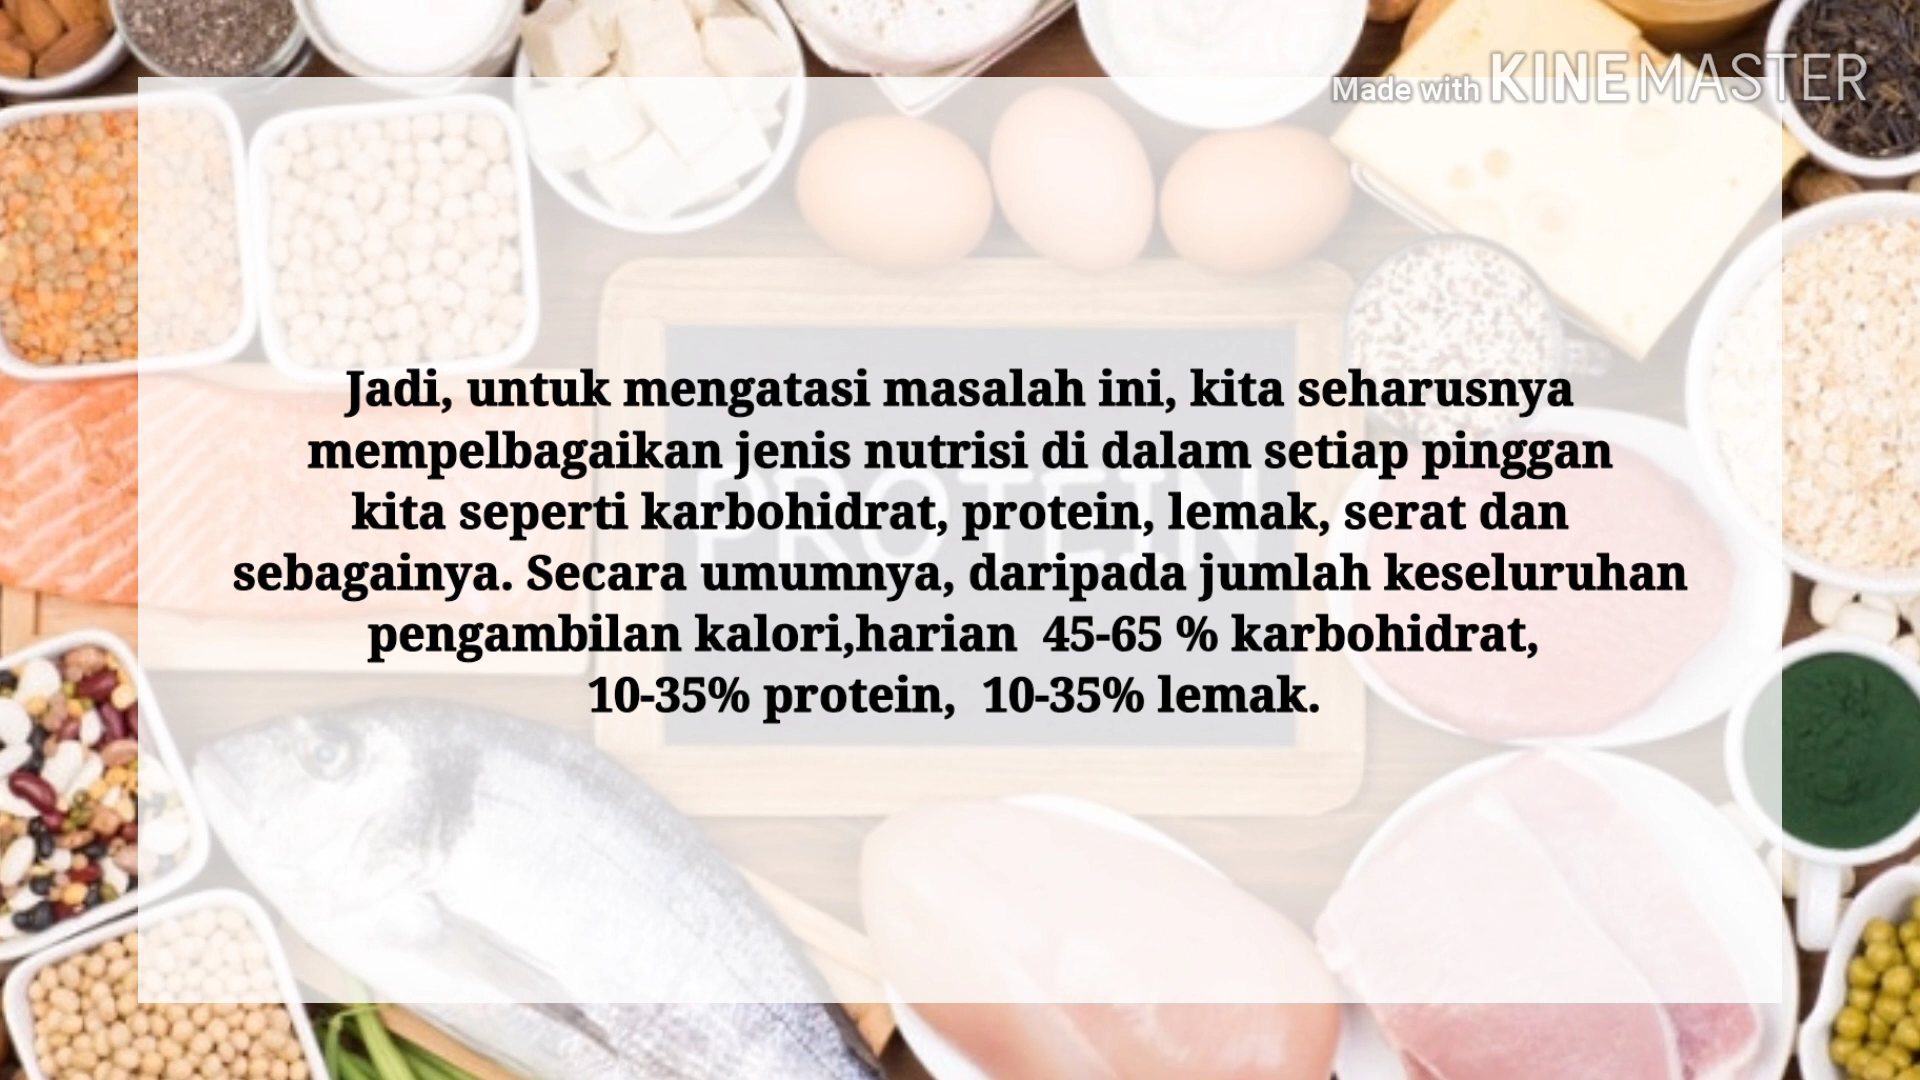 Made with KINEMASTER
Jadi, untuk mengatasi masalah ini, kita seharusnya
mempelbagaikan jenis nutrisi di dalam setiap pinggan
kita seperti karbohidrat, protein, lemak, serat dan
sebagainya. Secara umumnya, daripada jumlah keseluruhan
pengambilan kalori,harian  45-65 % karbohidrat,
10-35% protein,  10-35% lemak.
PROTEIN